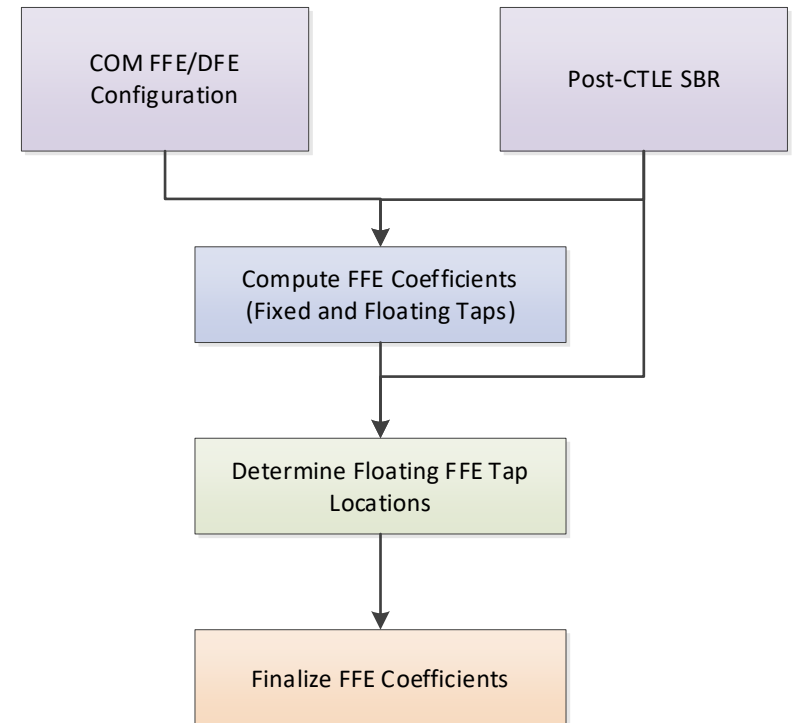 COM FFE/DFE
Configuration
Post-CTLE SBR
Compute FFE Coefficients
(Fixed and Floating Taps)
Determine Floating FFE Tap
Locations
Finalize FFE Coefficients